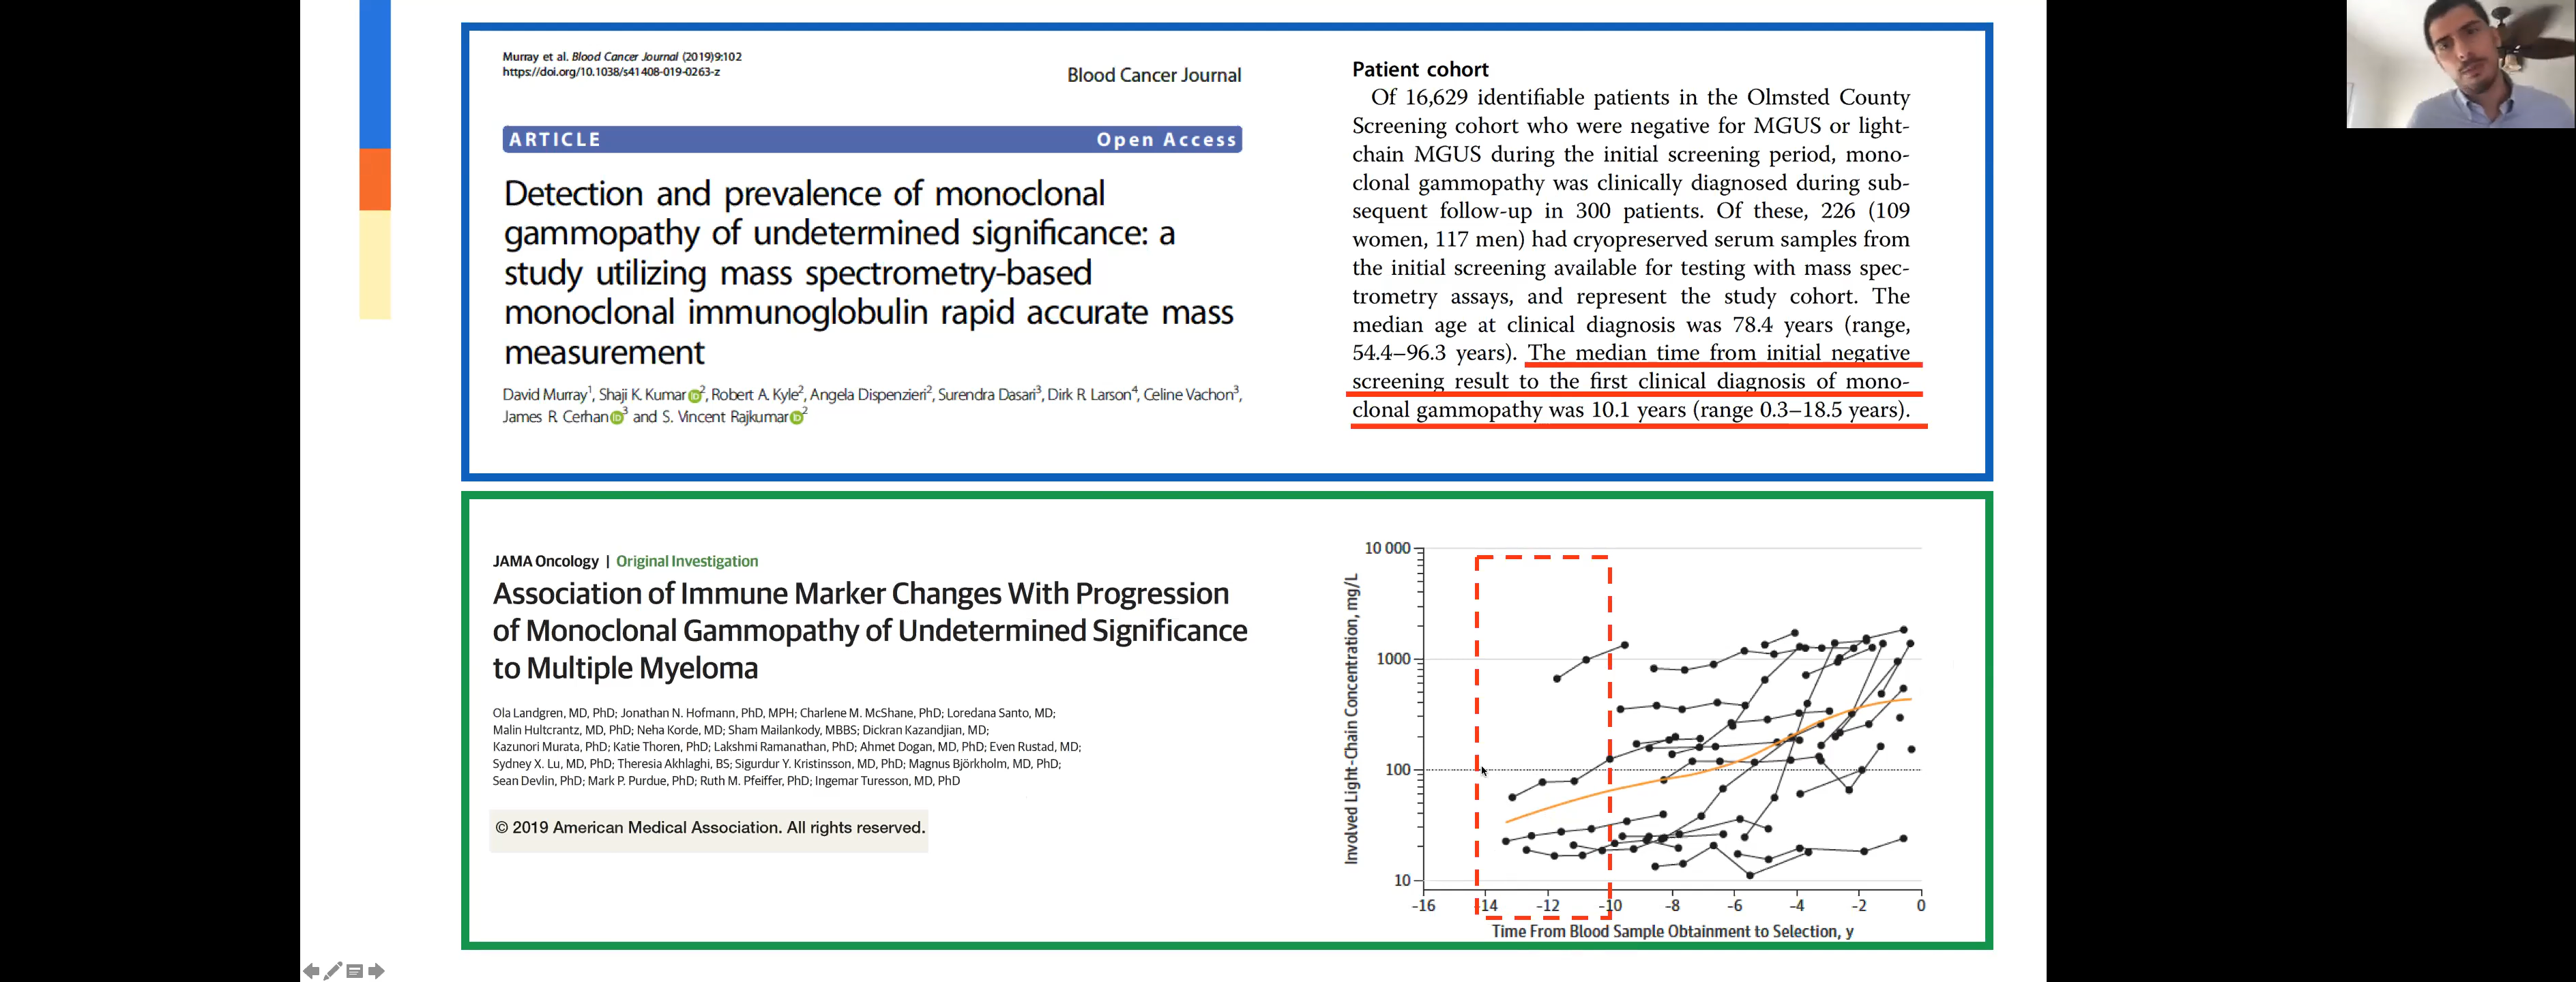 Murray et al. Blood Cancer Journal (2019)9:102
https://doi.org/10.1038/s41408-019-0263-z
Blood Cancer Journal
ARTICLE
Open Access
Detection and prevalence of monoclonal
gammopathy of undetermined significance: a
study utilizing mass spectrometry-based
monoclonal immunoglobulin rapid accurate mass
measurement
David Murray1, Shaji K. Kumar iD 2, Robert A. Kyle2, Angela Dispenzieri2, Surendra Dasari3, Dirk R. Larson4, Celine Vachon3,
James R. Cerhan iD 3 and S. Vincent Rajkumar iD 2
Patient cohort
Of 16,629 identifiable patients in the Olmsted County
Screening cohort who were negative for MGUS or light-
chain MGUS during the initial screening period, mono-
clonal gammopathy was clinically diagnosed during sub-
sequent follow-up in 300 patients. Of these, 226 (109
women, 117 men) had cryopreserved serum samples from
the initial screening available for testing with mass spec-
trometry assays, and represent the study cohort. The
median age at clinical diagnosis was 78.4 years (range,
54.4–96.3 years). The median time from initial negative
screening result to the first clinical diagnosis of mono-
clonal gammopathy was 10.1 years (range 0.3–18.5 years).
JAMA Oncology | Original Investigation
Association of Immune Marker Changes With Progression
of Monoclonal Gammopathy of Undetermined Significance
to Multiple Myeloma
Ola Landgren, MD, PhD; Jonathan N. Hofmann, PhD, MPH; Charlene M. McShane, PhD; Loredana Santo, MD;
Malin Hultcrantz, MD, PhD; Neha Korde, MD; Sham Mailankody, MBBS; Dickran Kazandjian, MD;
Kazunori Murata, PhD; Katie Thoren, PhD; Lakshmi Ramanathan, PhD; Ahmet Dogan, MD, PhD; Even Rustad, MD;
Sydney X. Lu, MD, PhD; Theresia Akhlaghi, BS; Sigurdur Y. Kristinsson, MD, PhD; Magnus Björkholm, MD, PhD;
Sean Devlin, PhD; Mark P. Purdue, PhD; Ruth M. Pfeiffer, PhD; Ingemar Turesson, MD, PhD
© 2019 American Medical Association. All rights reserved.
Involved Light-Chain Concentration, mg/L
10 000
1000
100
10
-16 -14 -12 -10 -8 -6 -4 -2 0
Time From Blood Sample Obtainment to Selection, y